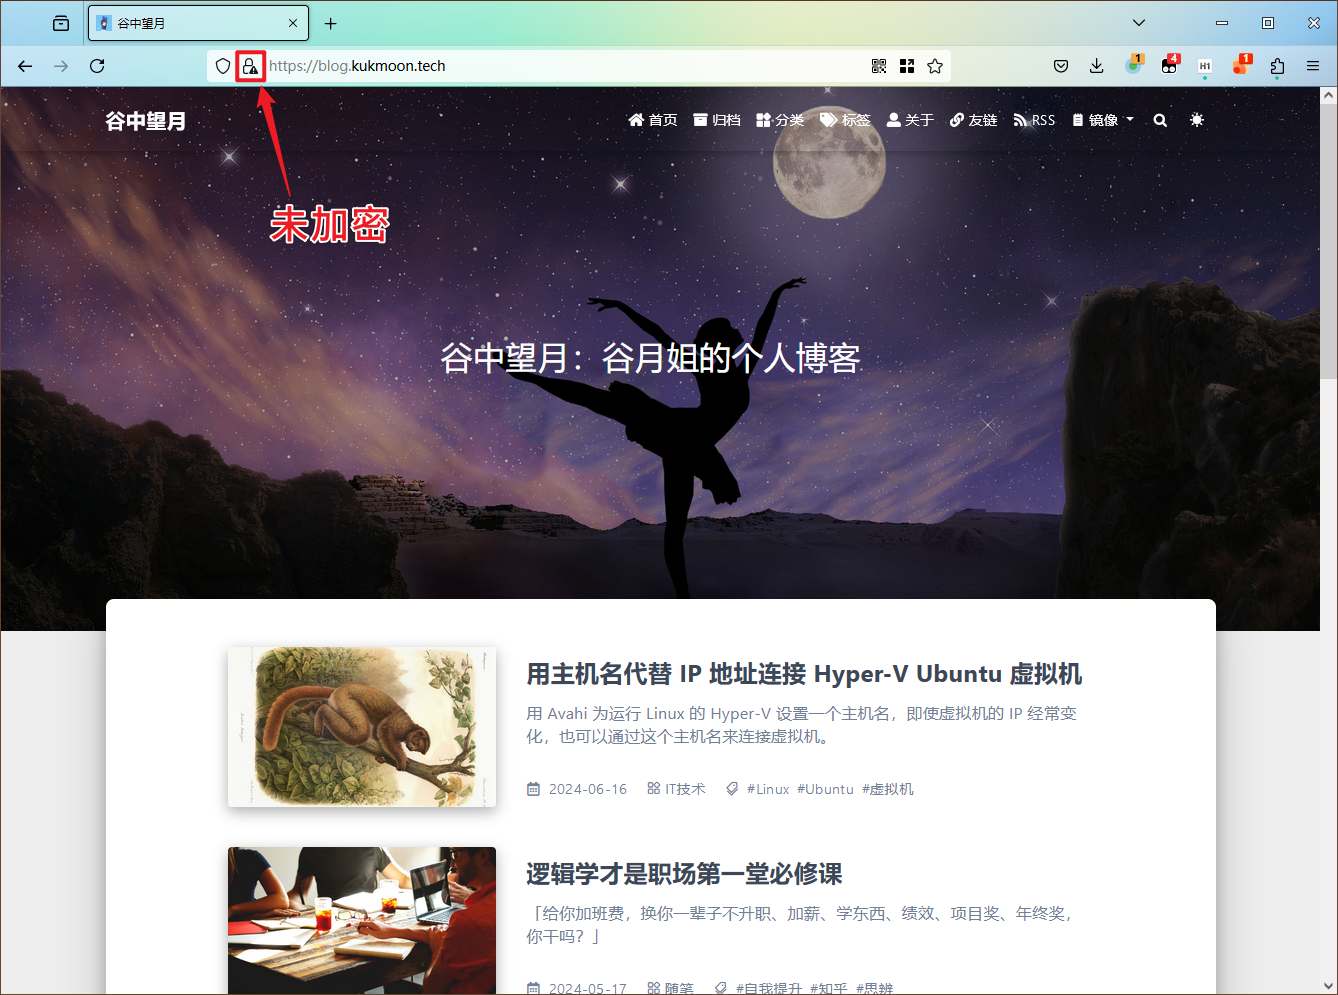 谷中望月
https://blog.kukmoon.tech
1
4
H1
1
谷中望月
首页 归档 分类 标签 关于 友链 RSS 镜像
未加密
谷中望月：谷月姐的个人博客
用主机名代替 IP 地址连接 Hyper-V Ubuntu 虚拟机
用 Avahi 为运行 Linux 的 Hyper-V 设置一个主机名，即使虚拟机的 IP 经常变
化，也可以通过这个主机名来连接虚拟机。
2024-06-16 IT技术 #Linux #Ubuntu #虚拟机
逻辑学才是职场第一堂必修课
「给你加班费，换你一辈子不升职、加薪、学东西、绩效、项目奖、年终奖，
你干吗？」
2024-05-17 随笔 #自我提升 #知乎 #思辨